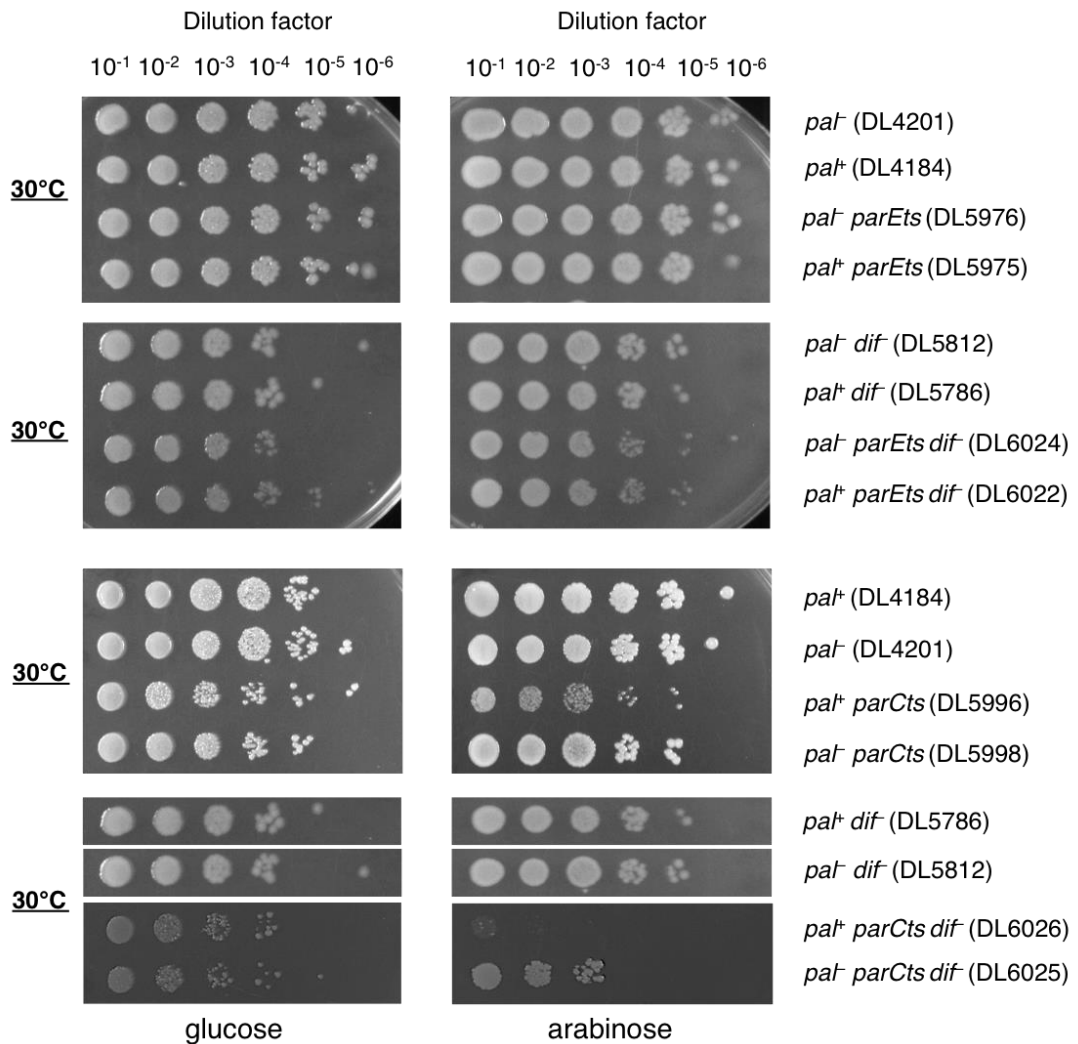 Dilution factor Dilution factor
10⁻¹ 10⁻² 10⁻³ 10⁻⁴ 10⁻⁵ 10⁻⁶ 10⁻¹ 10⁻² 10⁻³ 10⁻⁴ 10⁻⁵ 10⁻⁶
pal⁻ (DL4201)
30°C pal⁺ (DL4184)
pal⁻ parEts (DL5976)
pal⁺ parEts (DL5975)
pal⁻ dif⁻ (DL5812)
pal⁺ dif⁻ (DL5786)
30°C pal⁻ parEts dif⁻ (DL6024)
pal⁺ parEts dif⁻ (DL6022)
pal⁺ (DL4184)
pal⁻ (DL4201)
30°C pal⁺ parCts (DL5996)
pal⁻ parCts (DL5998)
pal⁺ dif⁻ (DL5786)
pal⁻ dif⁻ (DL5812)
30°C pal⁺ parCts dif⁻ (DL6026)
pal⁻ parCts dif⁻ (DL6025)
glucose arabinose